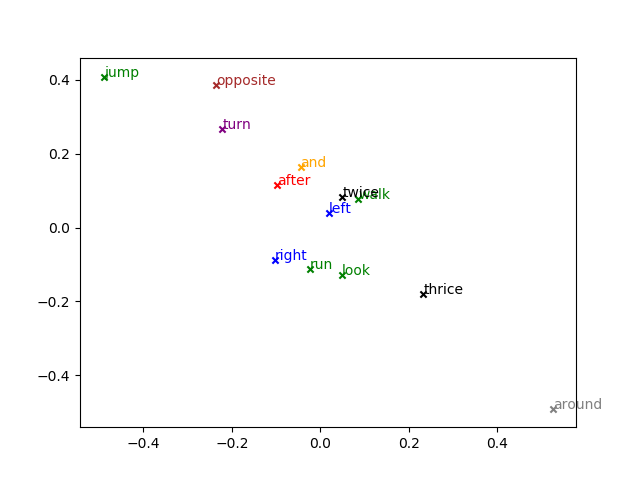 jump
opposite
turn
and
after
twice
walk
left
right
run
look
thrice
around
0.4
0.2
0.0
−0.2
−0.4
−0.4
−0.2
0.0
0.2
0.4